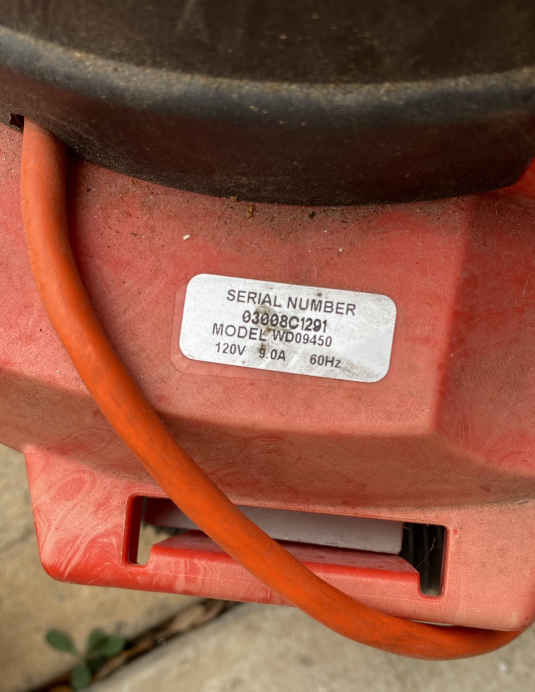 SERIAL NUMBER
03008C1291
MODEL WD09450
120V 9.0A 60Hz